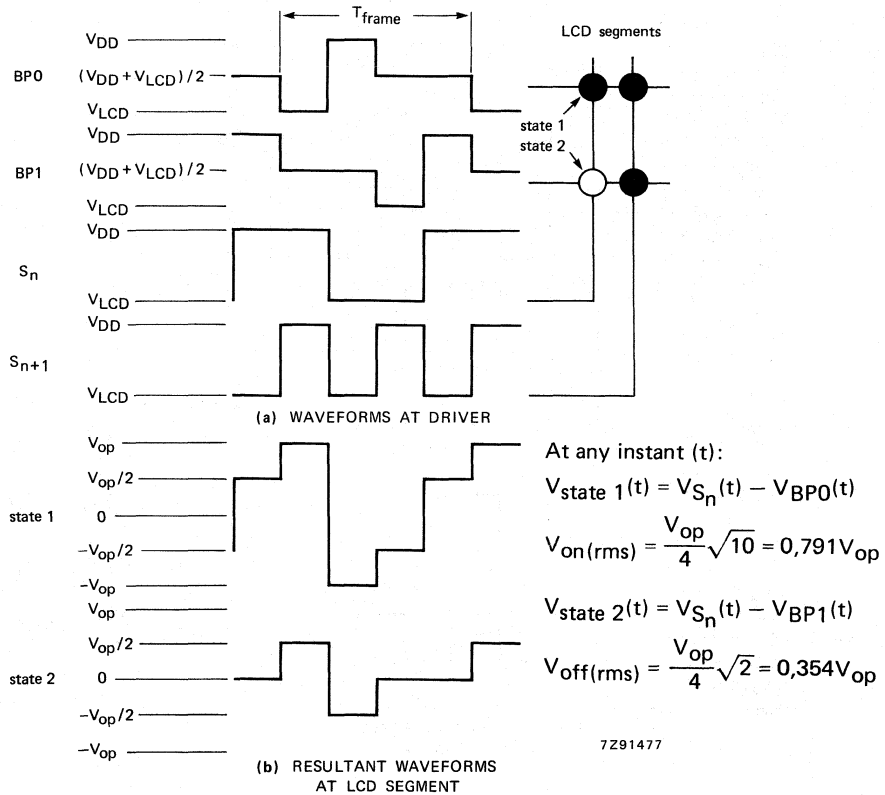 T_frame
BP0
V_DD
(V_DD + V_LCD)/2
V_LCD
BP1
V_DD
(V_DD + V_LCD)/2
V_LCD
S_n
V_DD
V_LCD
S_n+1
V_DD
V_LCD
LCD segments
state 1
state 2
(a) WAVEFORMS AT DRIVER
state 1
V_op
V_op/2
0
−V_op/2
−V_op
state 2
V_op
V_op/2
0
−V_op/2
−V_op
(b) RESULTANT WAVEFORMS
AT LCD SEGMENT
At any instant (t):
V_state 1(t) = V_Sn(t) − V_BP0(t)
V_on(rms) = V_op/4 √10 = 0,791V_op
V_state 2(t) = V_Sn(t) − V_BP1(t)
V_off(rms) = V_op/4 √2 = 0,354V_op
7Z91477